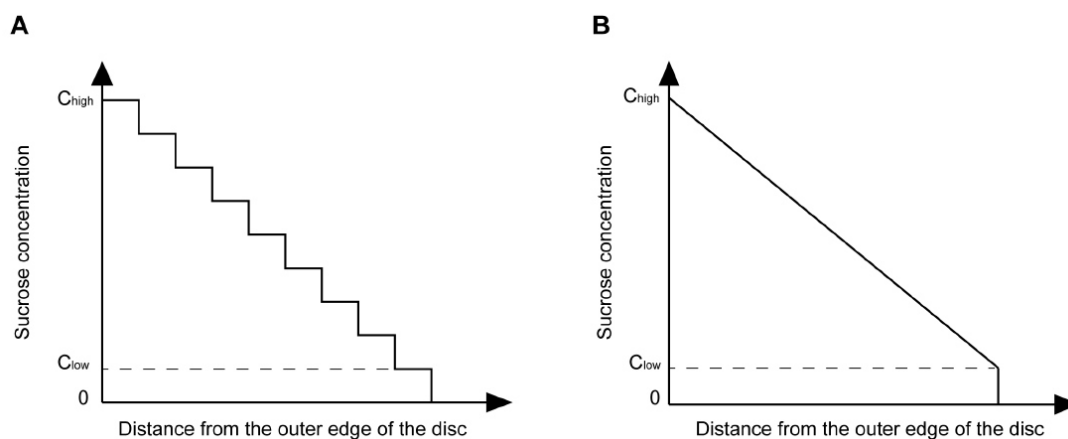 A
Chigh
Sucrose concentration
Clow
0
Distance from the outer edge of the disc
B
Chigh
Sucrose concentration
Clow
0
Distance from the outer edge of the disc